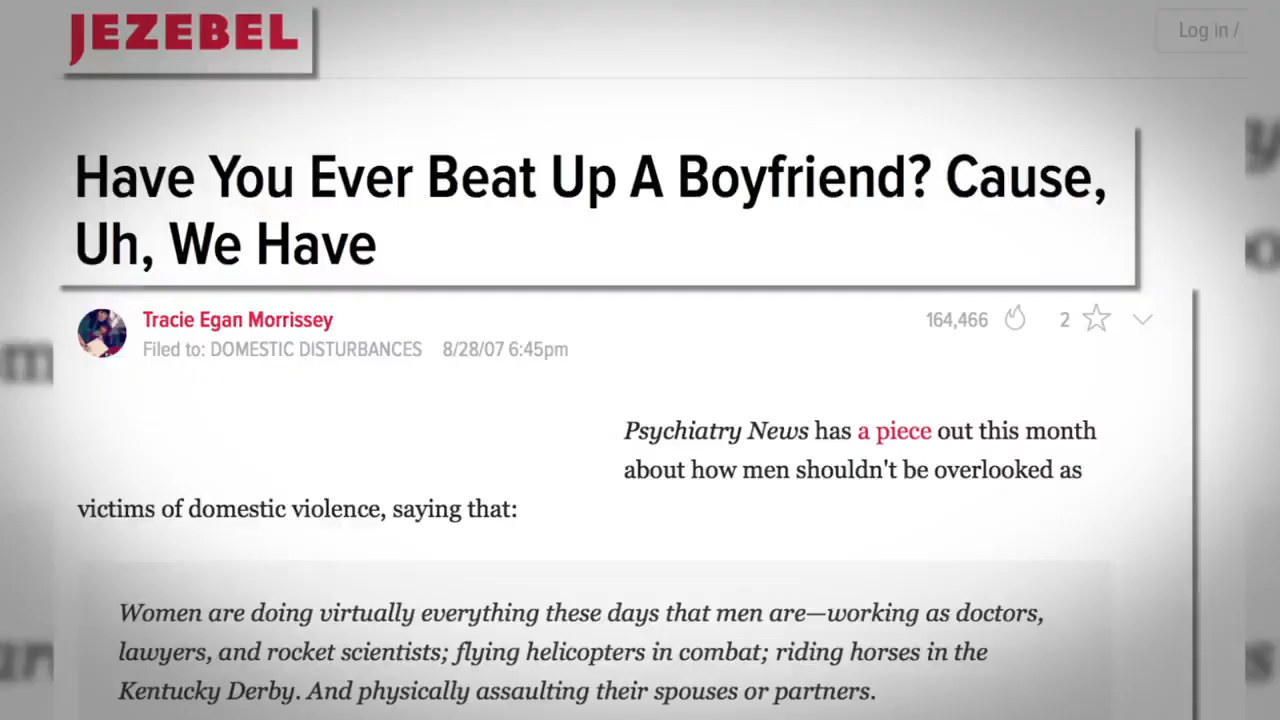 JEZEBEL
Log in /
Have You Ever Beat Up A Boyfriend? Cause,
Uh, We Have
Tracie Egan Morrissey
164,466
2
Filed to: DOMESTIC DISTURBANCES 8/28/07 6:45pm
Psychiatry News has a piece out this month
about how men shouldn't be overlooked as
victims of domestic violence, saying that:
Women are doing virtually everything these days that men are—working as doctors,
lawyers, and rocket scientists; flying helicopters in combat; riding horses in the
Kentucky Derby. And physically assaulting their spouses or partners.